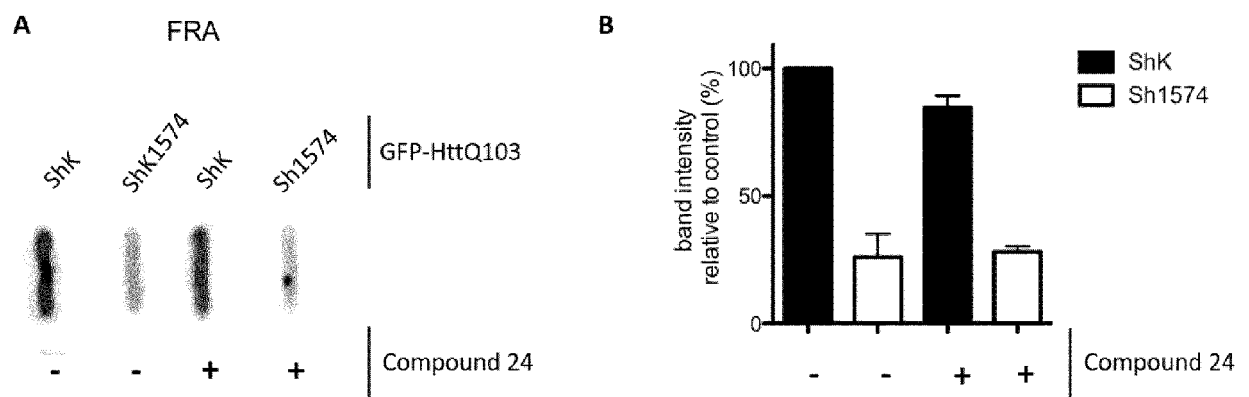 A
FRA
ShK
ShK1574
ShK
Sh1574
GFP-HttQ103
- - + +
Compound 24
B
band intensity
relative to control (%)
100
50
0
ShK
Sh1574
- - + +
Compound 24